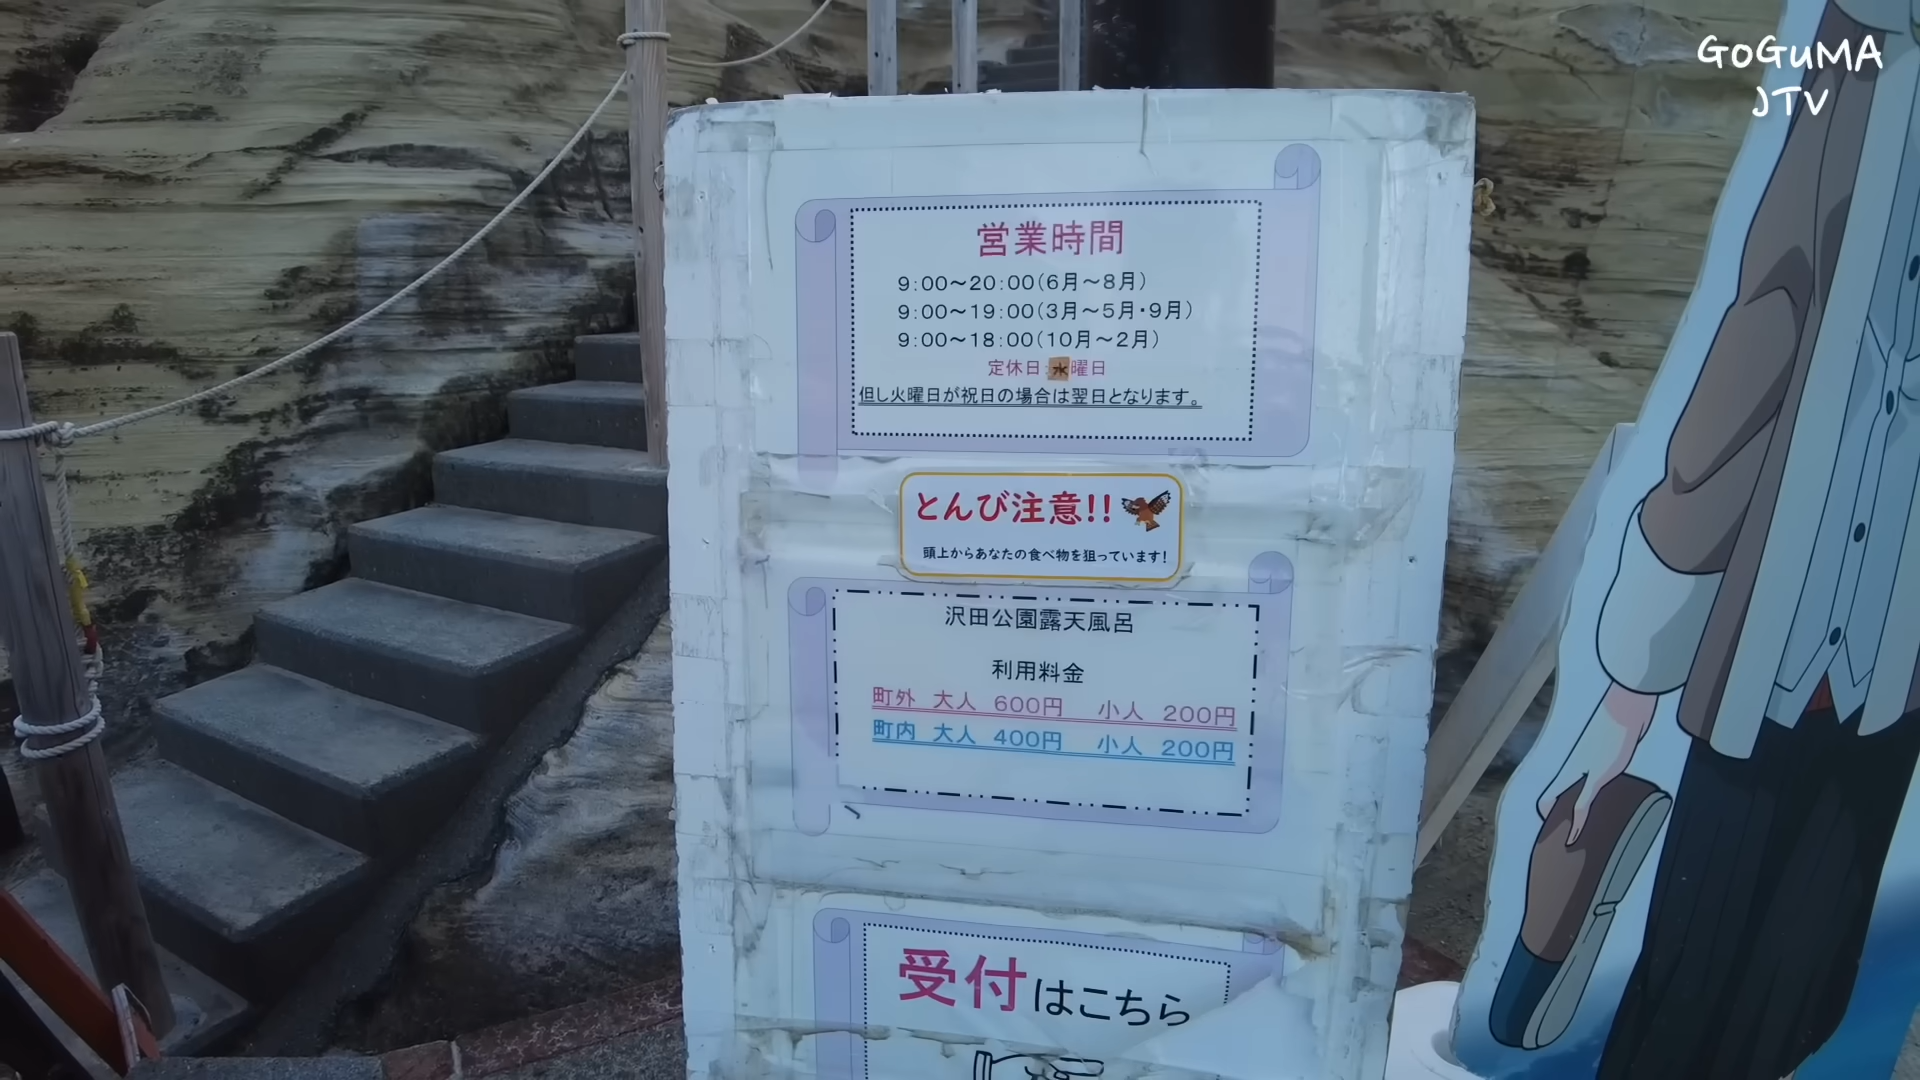 GoGuMA
JTV
営業時間
9:00～20:00(6月～8月)
9:00～19:00(3月～5月・9月)
9:00～18:00(10月～2月)
定休日:水曜日
但し火曜日が祝日の場合は翌日となります。
とんび注意!!
頭上からあなたの食べ物を狙っています!
沢田公園露天風呂
利用料金
町外 大人 600円 小人 200円
町内 大人 400円 小人 200円
受付はこちら